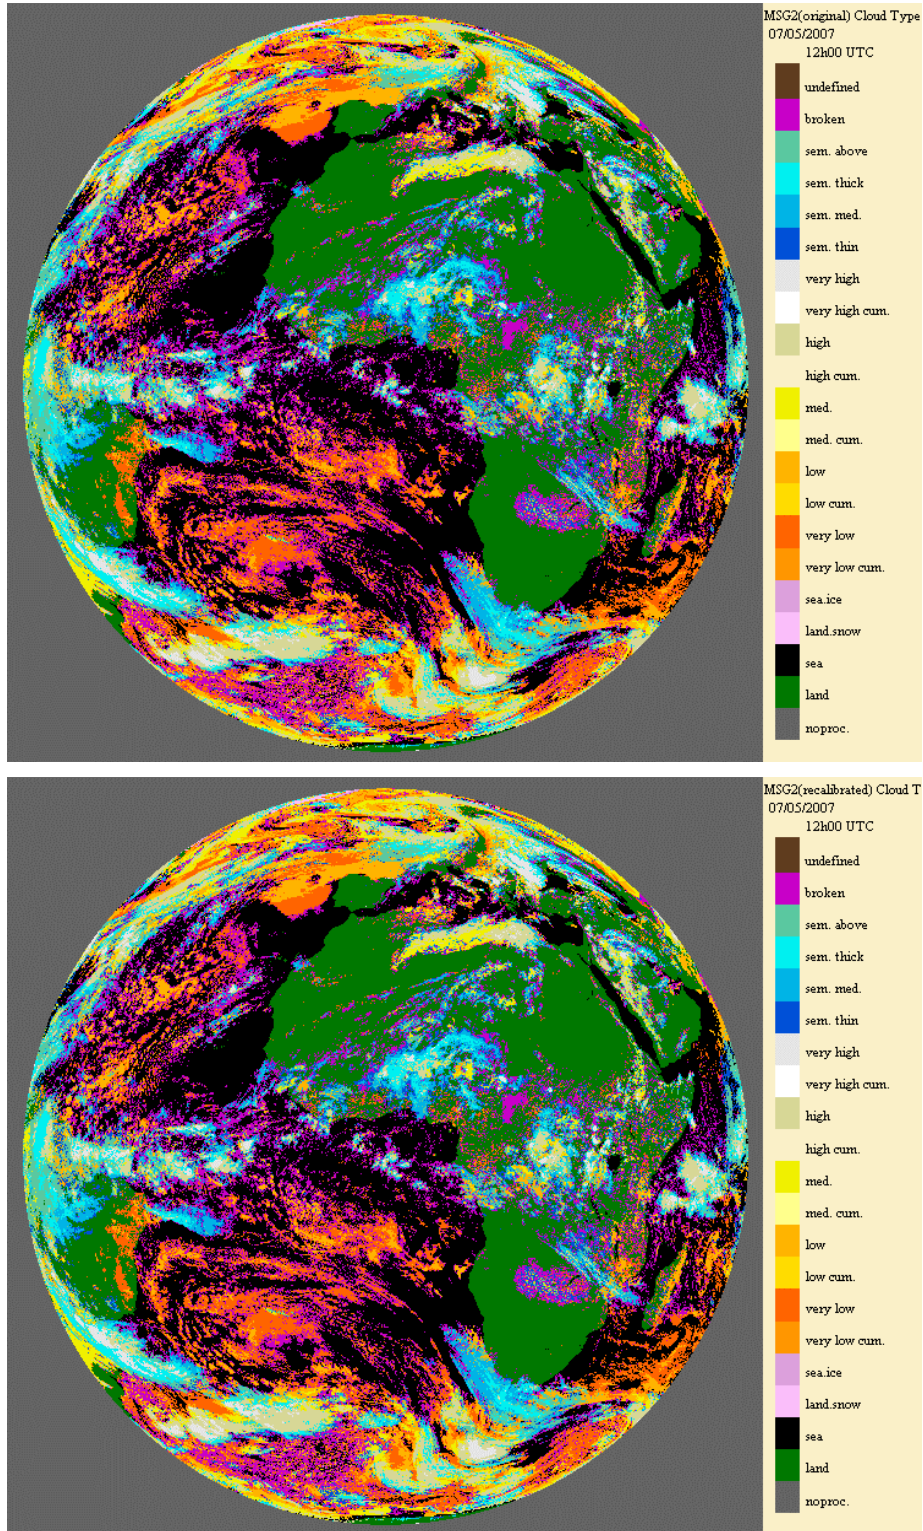 MSG2(original) Cloud Type
07/05/2007
12h00 UTC
undefined
broken
sem. above
sem. thick
sem. med.
sem. thin
very high
very high cum.
high
high cum.
med.
med. cum.
low
low cum.
very low
very low cum.
sea.ice
land.snow
sea
land
noproc.
MSG2(recalibrated) Cloud T
07/05/2007
12h00 UTC
undefined
broken
sem. above
sem. thick
sem. med.
sem. thin
very high
very high cum.
high
high cum.
med.
med. cum.
low
low cum.
very low
very low cum.
sea.ice
land.snow
sea
land
noproc.